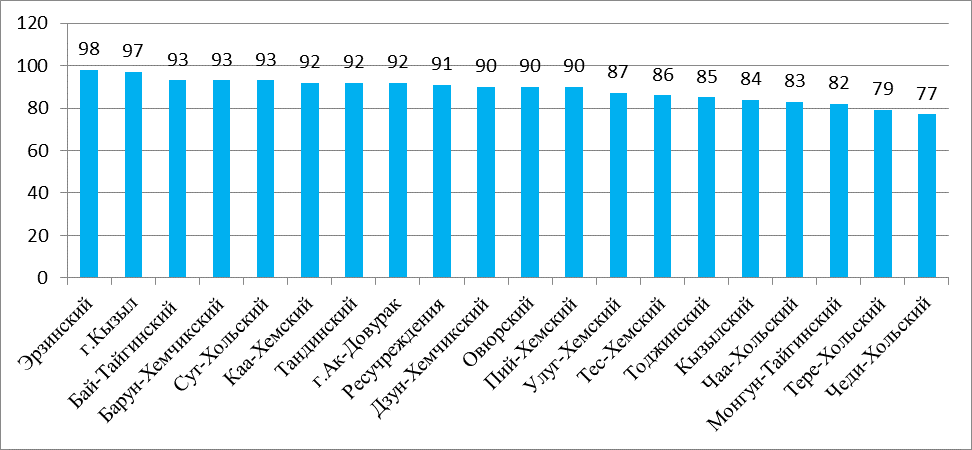 120
100
80
60
40
20
0
98 97 93 93 93 92 92 92 91 90 90 90 87 86 85 84 83 82 79 77
Эрзинский
г.Кызыл
Бай-Тайгинский
Барун-Хемчикский
Сут-Хольский
Каа-Хемский
Тандинский
г.Ак-Довурак
Ресучреждения
Дзун-Хемчикский
Овюрский
Пий-Хемский
Улуг-Хемский
Тес-Хемский
Тоджинский
Кызылский
Чаа-Хольский
Монгун-Тайгинский
Тере-Хольский
Чеди-Хольский